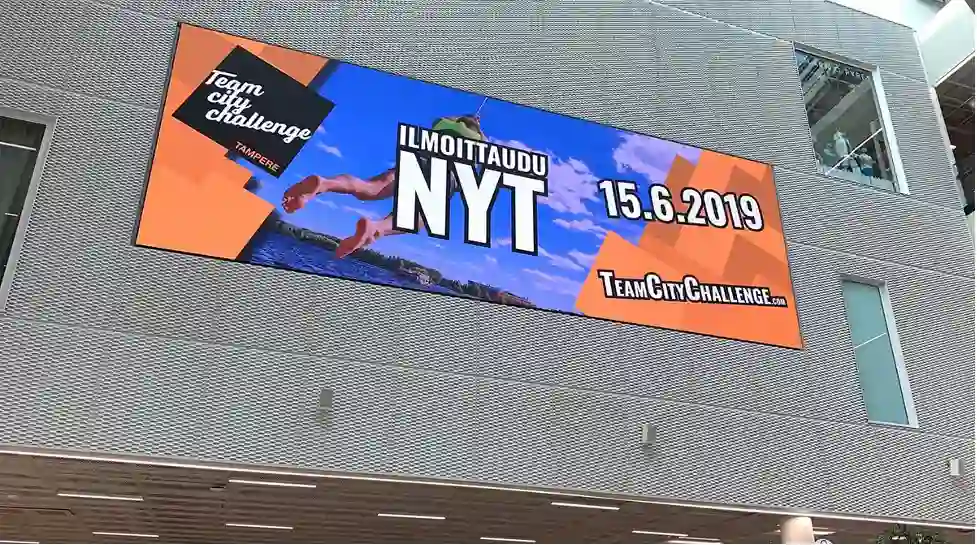 Team
city
challenge
TAMPERE
ILMOITTAUDU
NYT
15.6.2019
TEAMCITYCHALLENGE.COM